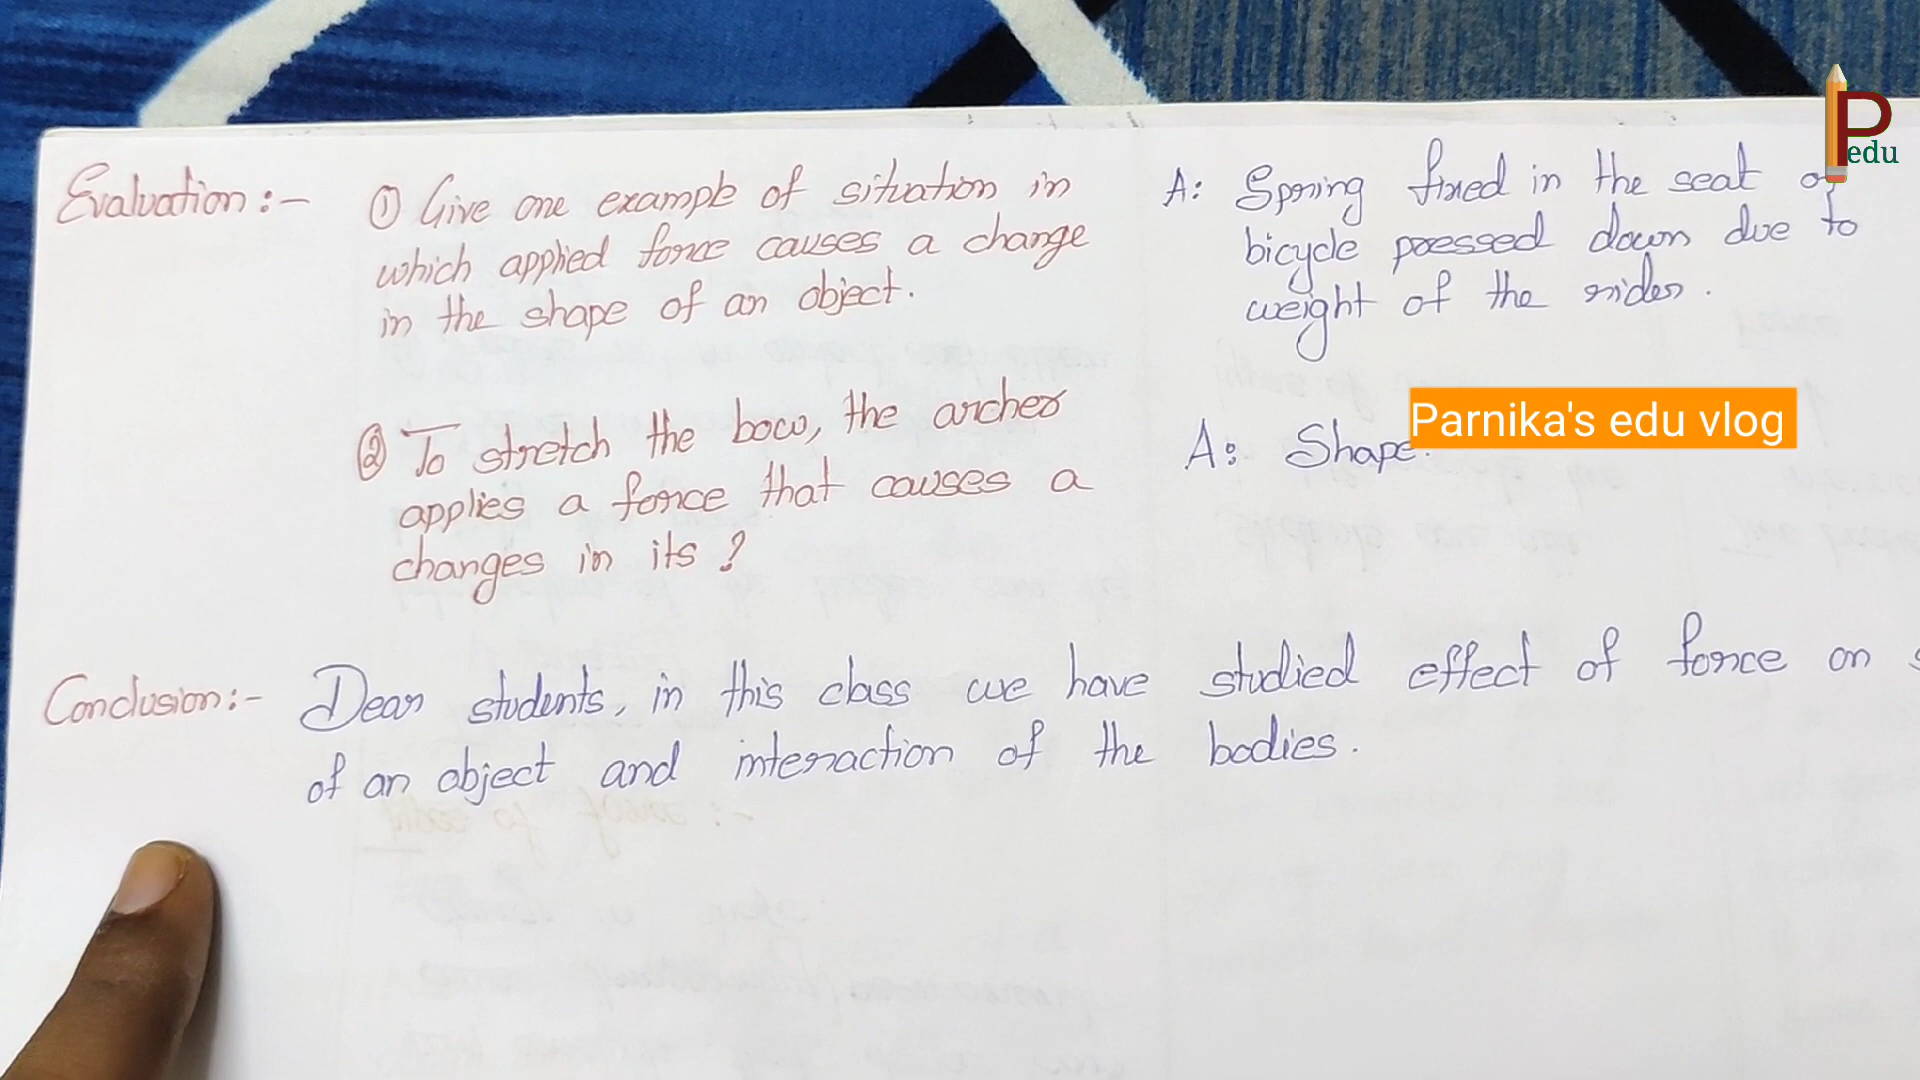 Evaluation :-
① Give one example of situation in
which applied force causes a change
in the shape of an object.
A: Spring fixed in the seat of
bicycle pressed down due to
weight of the rider.
② To stretch the bow, the archer
applies a force that causes a
changes in its ?
A: Shape.
Conclusion :- Dear students, in this class we have studied effect of force on
of an object and interaction of the bodies.
Parnika's edu vlog
P
edu